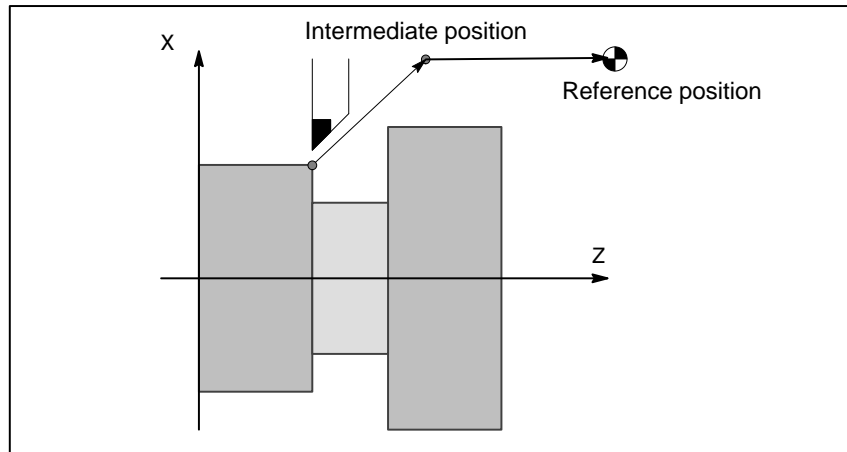 Intermediate position
X
Reference position
Z